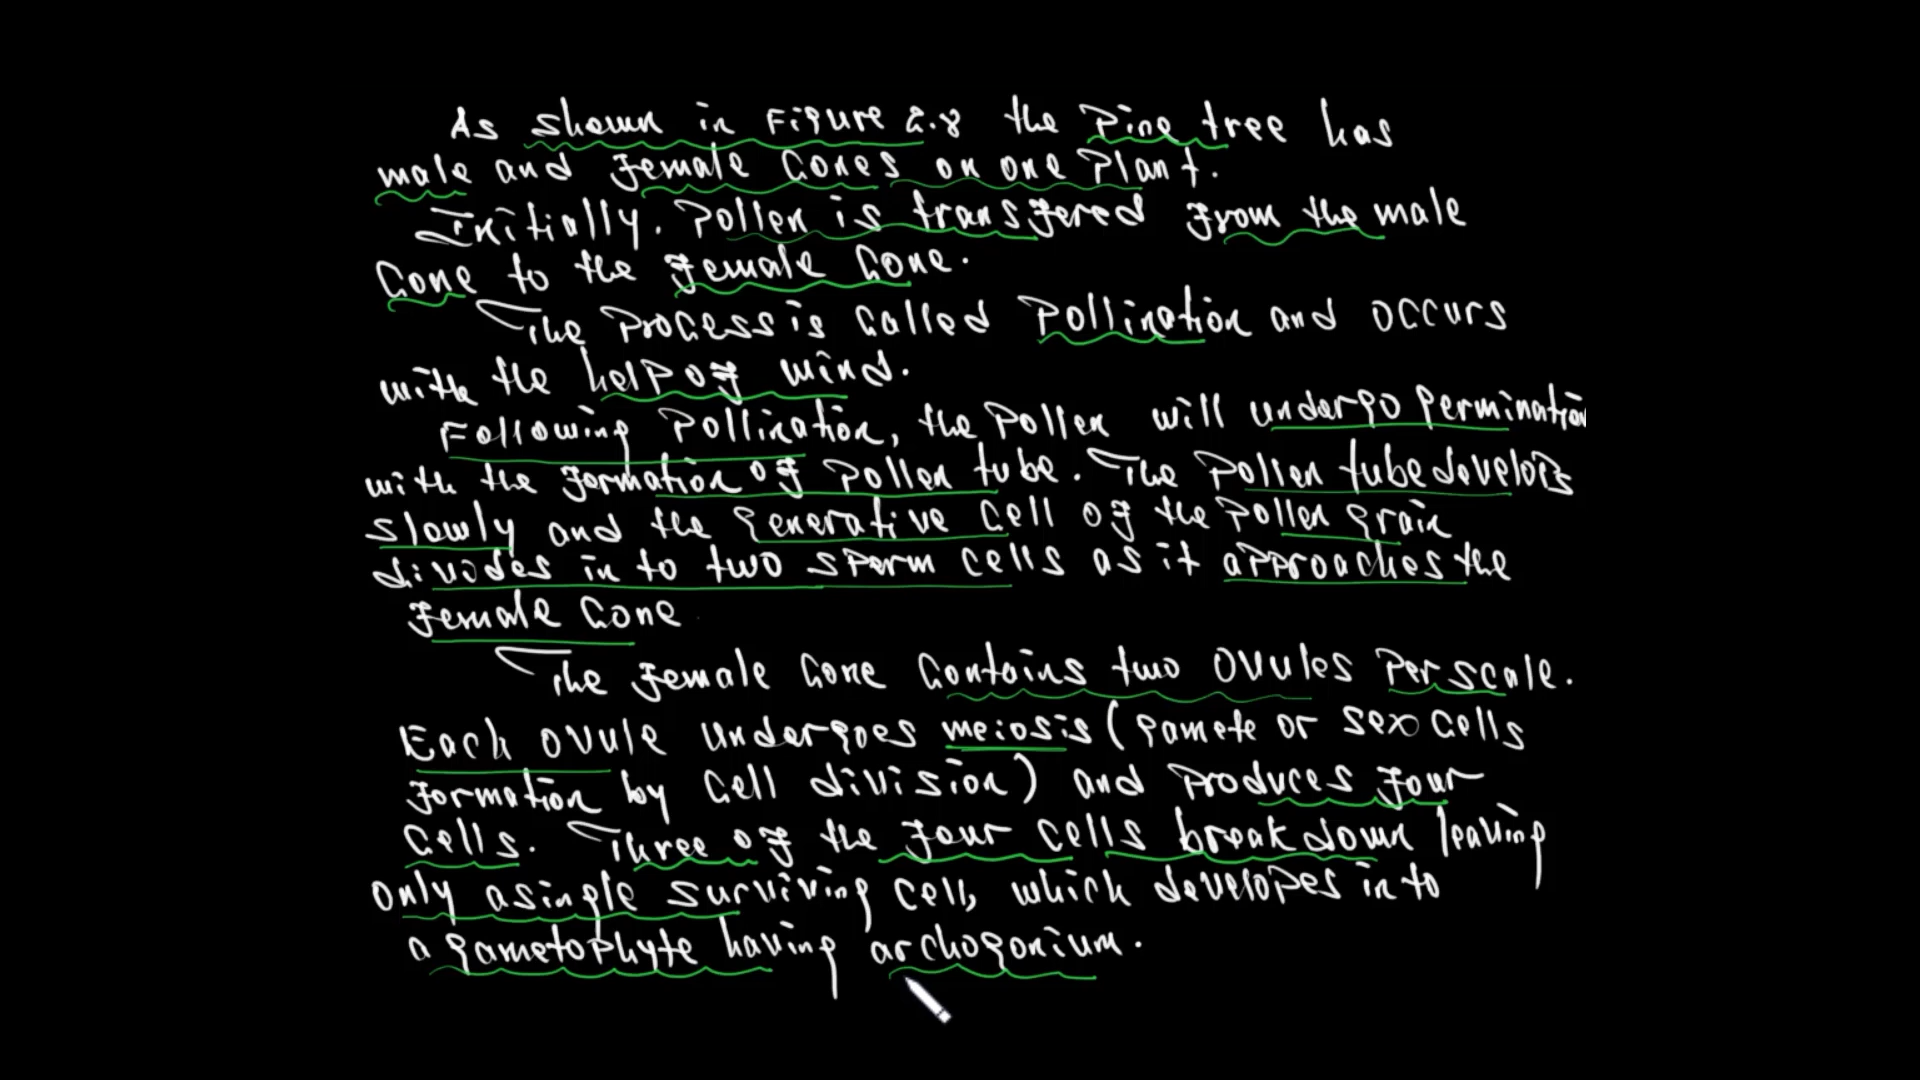 As shown in Figure 2.8 the Pine tree has
male and female Cones on one Plant.
Initially, Pollen is transfered from the male
Cone to the female Cone.
The Process is Called Pollination and occurs
with the help of wind.
Following Pollination, the Pollen will undergo germination
with the formation of Pollen tube. The Pollen tube develops
slowly and the generative Cell of the Pollen grain
divides in to two sperm cells as it approaches the
female Cone
The female Cone Contains two Ovules Per scale.
Each Ovule undergoes meiosis (gamete or sex Cells
formation by Cell division) and Produces four
Cells. Three of the four cells break down leaving
only a single surviving cell, which developes in to
a gametophyte having archogonium.